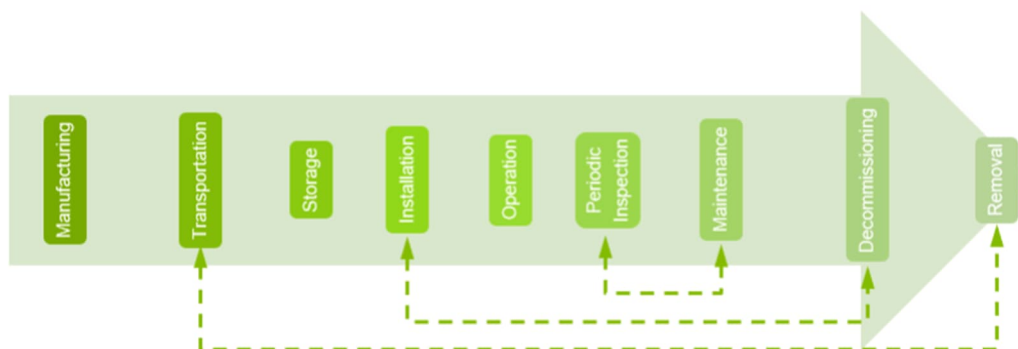 Manufacturing
Transportation
Storage
Installation
Operation
Periodic
Inspection
Maintenance
Decommissioning
Removal